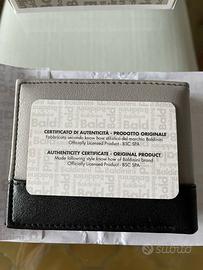 CERTIFICATO DI AUTENTICITÀ - PRODOTTO ORIGINALE
Fabbricato secondo know how stilistico del marchio Baldinini
Officially Licensed Product - BSC SPA
AUTHENTICITY CERTIFICATE - ORIGINAL PRODUCT
Made following style know how of Baldinini brand
Officially Licensed Product - BSC SPA
subito